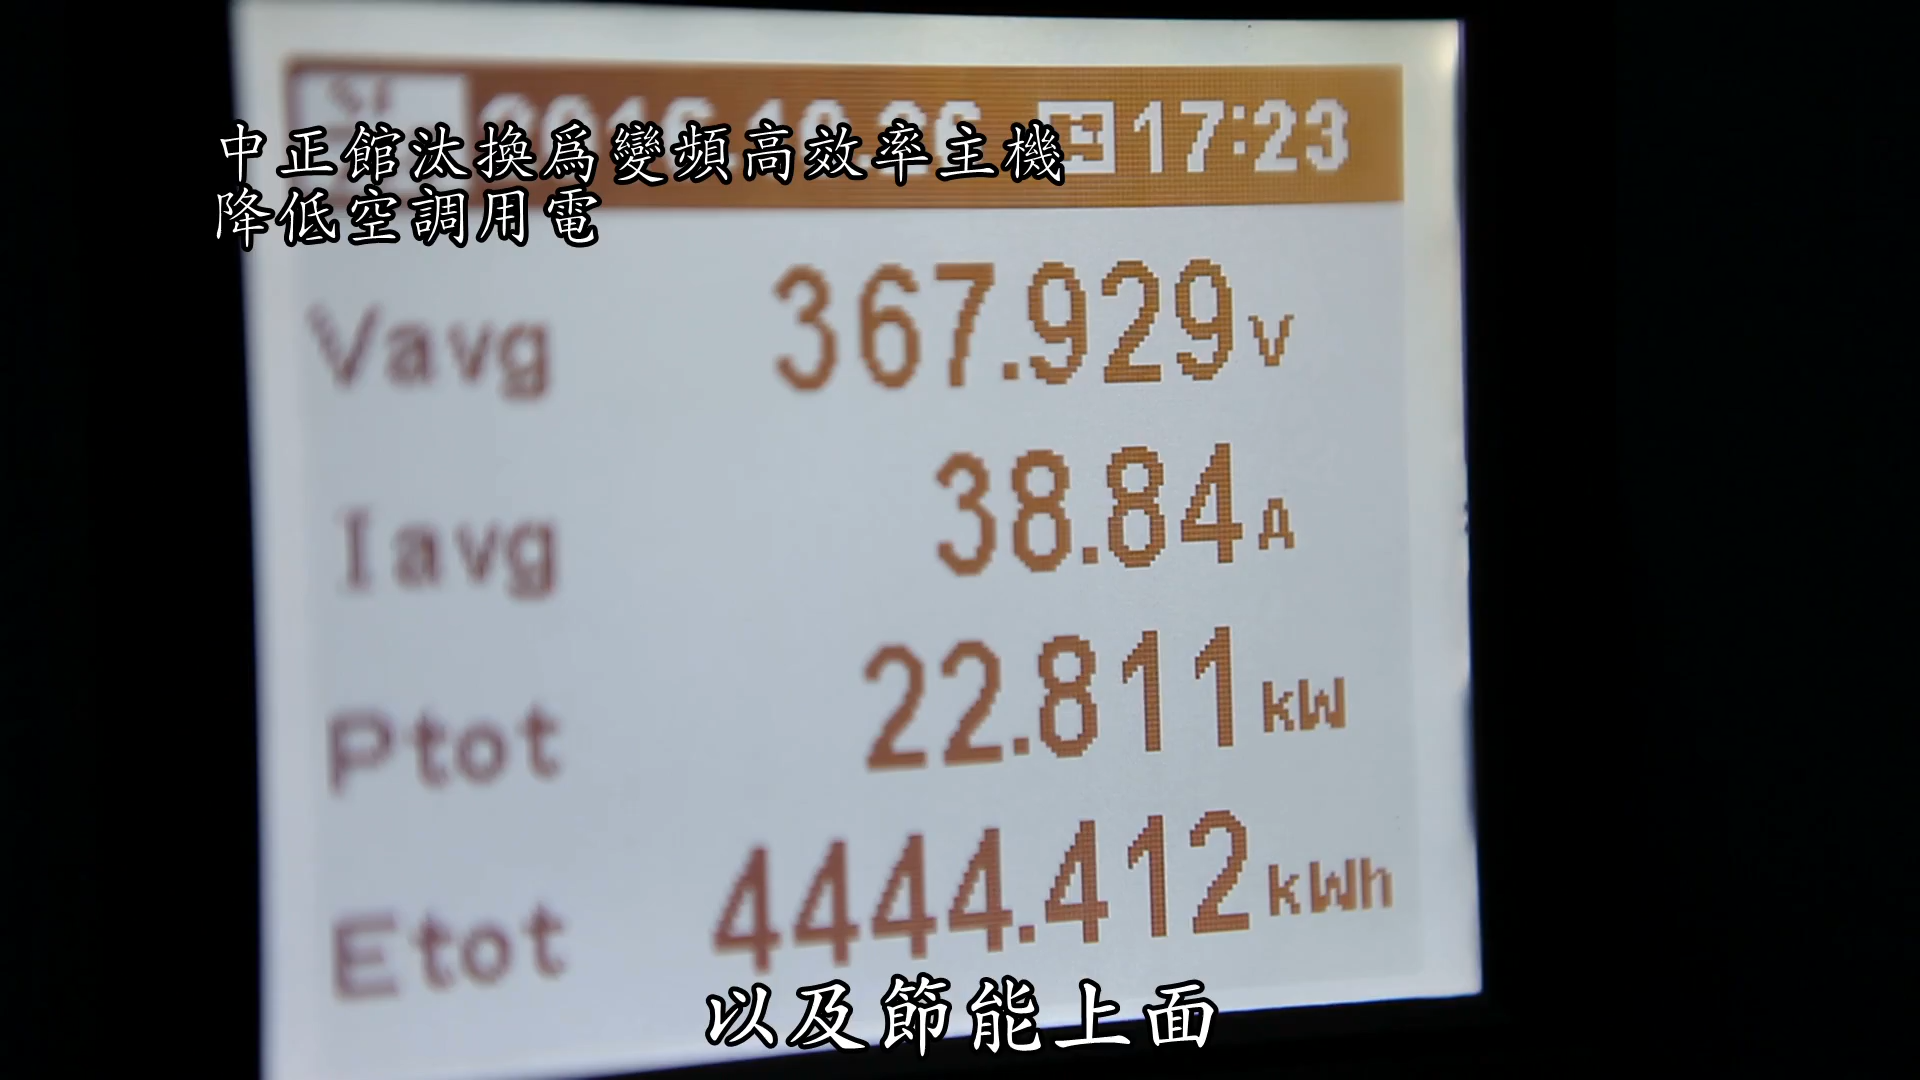 17:23
中正館汰換為變頻高效率主機
降低空調用電
Vavg 367.929 V
Iavg 38.84 A
Ptot 22.811 kW
Etot 4444.412 kWh
以及節能上面